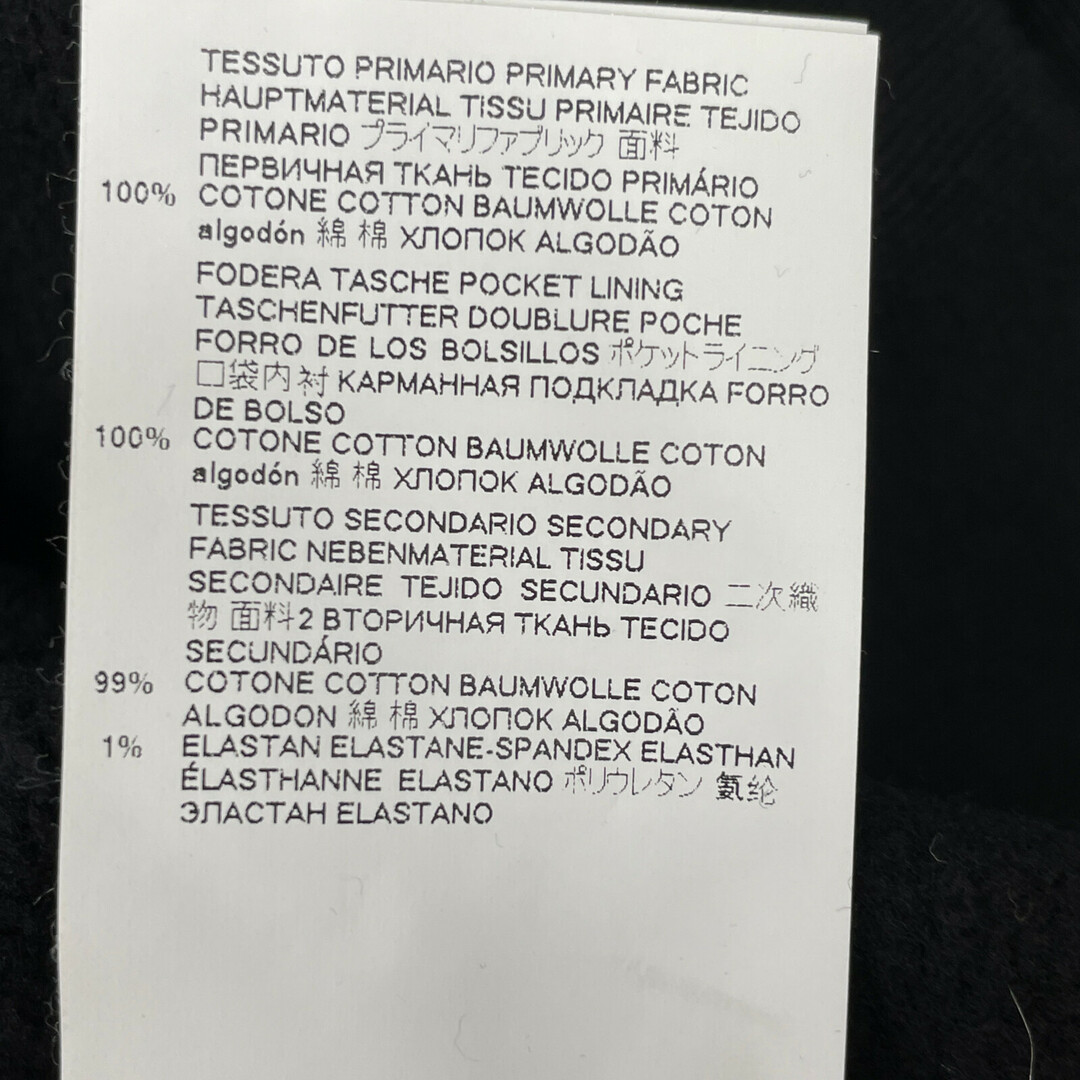 TESSUTO PRIMARIO PRIMARY FABRIC
HAUPTMATERIAL TISSU PRIMAIRE TEJIDO
PRIMARIO プライマリファブリック 面料
ПЕРВИЧНАЯ ТКАНЬ TECIDO PRIMÁRIO
100% COTONE COTTON BAUMWOLLE COTON
algodón 綿 棉 ХЛОПОК ALGODÃO
FODERA TASCHE POCKET LINING
TASCHENFUTTER DOUBLURE POCHE
FORRO DE LOS BOLSILLOS ポケットライニング
口袋内衬 КАРМАННАЯ ПОДКЛАДКА FORRO
DE BOLSO
100% COTONE COTTON BAUMWOLLE COTON
algodón 綿 棉 ХЛОПОК ALGODÃO
TESSUTO SECONDARIO SECONDARY
FABRIC NEBENMATERIAL TISSU
SECONDAIRE TEJIDO SECUNDARIO 二次織
物 面料2 ВТОРИЧНАЯ ТКАНЬ TECIDO
SECUNDÁRIO
99% COTONE COTTON BAUMWOLLE COTON
ALGODON 綿 棉 ХЛОПОК ALGODÃO
1% ELASTAN ELASTANE-SPANDEX ELASTHAN
ÉLASTHANNE ELASTANO ポリウレタン 氨纶
ЭЛАСТАН ELASTANO